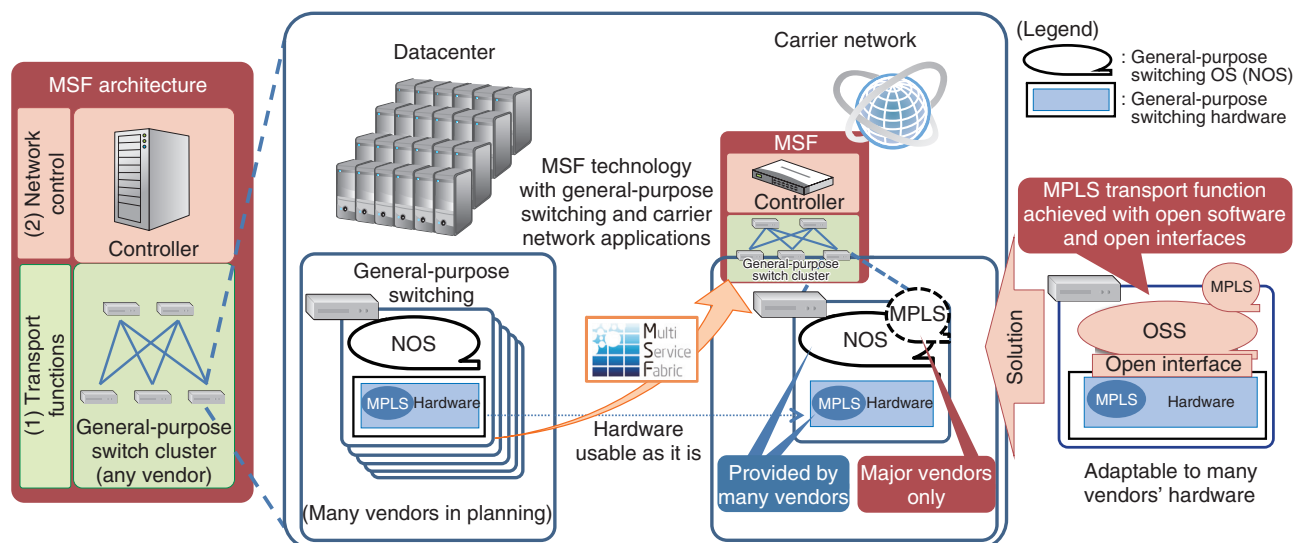 MSF architecture
(2) Network
control
Controller
(1) Transport
functions
General-purpose
switch cluster
(any vendor)
Datacenter
Carrier network
MSF technology
with general-purpose
switching and carrier
network applications
MSF
Controller
General-purpose
switch cluster
General-purpose
switching
NOS
MPLS
Hardware
(Many vendors in planning)
Multi
Service
Fabric
Hardware
usable as it is
MPLS
NOS
MPLS
Hardware
Provided by
many vendors
Major vendors
only
(Legend)
: General-purpose
switching OS (NOS)
: General-purpose
switching hardware
MPLS transport function
achieved with open software
and open interfaces
Solution
MPLS
OSS
Open interface
MPLS
Hardware
Adaptable to many
vendors’ hardware